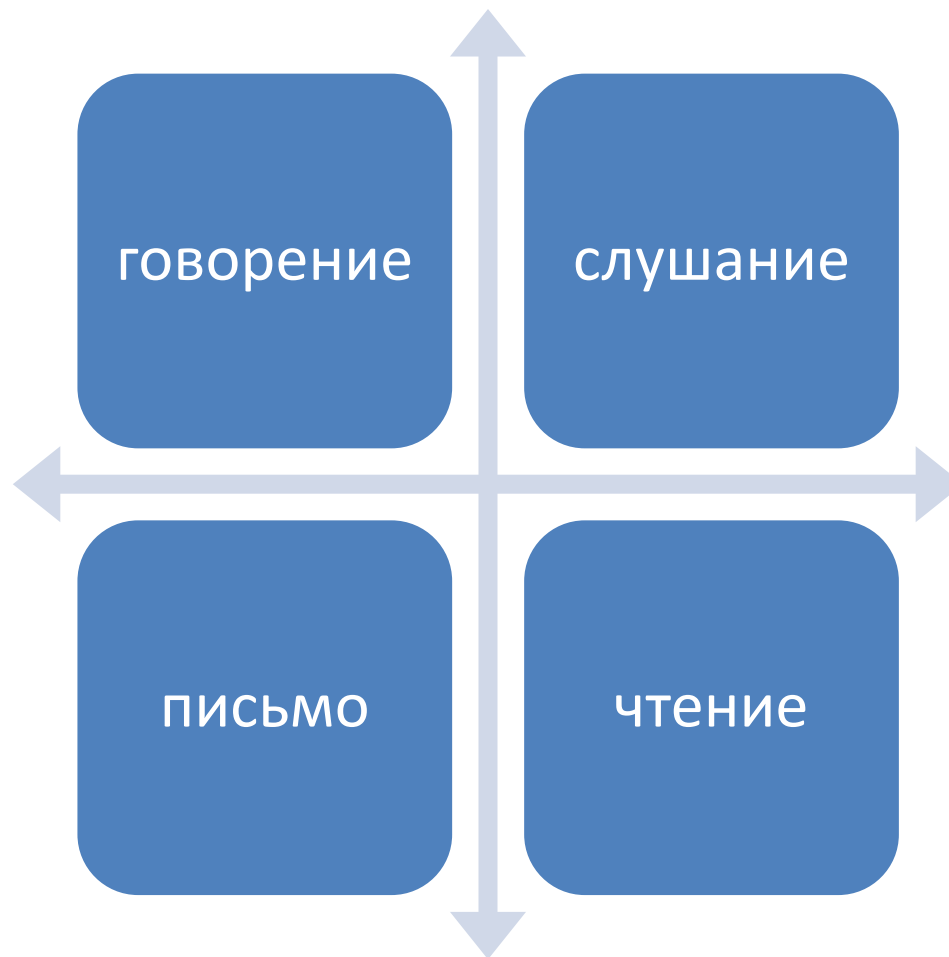 говорение
слушание
письмо
чтение